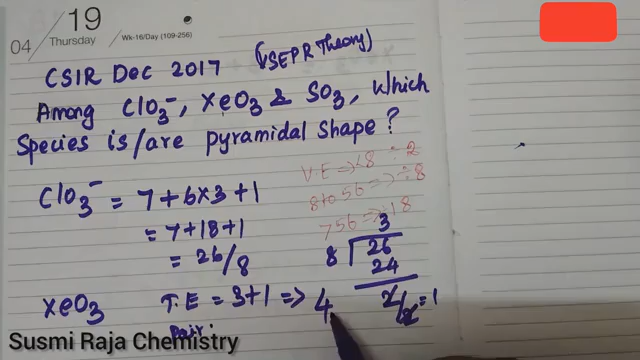 04 19
Thursday Wk-16/Day (109-256)
CSIR Dec 2017 (VSEPR Theory)
Among ClO3⁻, XeO3 & SO3, Which
Species is/are pyramidal shape?
V.E => <8 ÷2
ClO3⁻ = 7+6×3+1 8 to 56 => ÷8
= 7+18+1 >56 => ÷18
3
= 26/8 8 26
24
XeO3 T.E = 3+1 => 4 2/2 = 1
pair:
Susmi Raja Chemistry